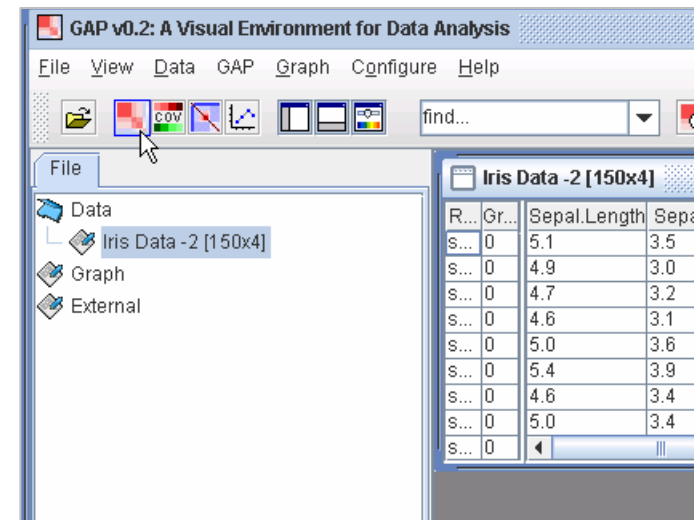 GAP v0.2: A Visual Environment for Data Analysis
File View Data GAP Graph Configure Help
cov
find...
File
Data
Iris Data -2 [150x4]
Graph
External
Iris Data -2 [150x4]
R... Gr... Sepal.Length Sepa
s... 0 5.1 3.5
s... 0 4.9 3.0
s... 0 4.7 3.2
s... 0 4.6 3.1
s... 0 5.0 3.6
s... 0 5.4 3.9
s... 0 4.6 3.4
s... 0 5.0 3.4
s... 0